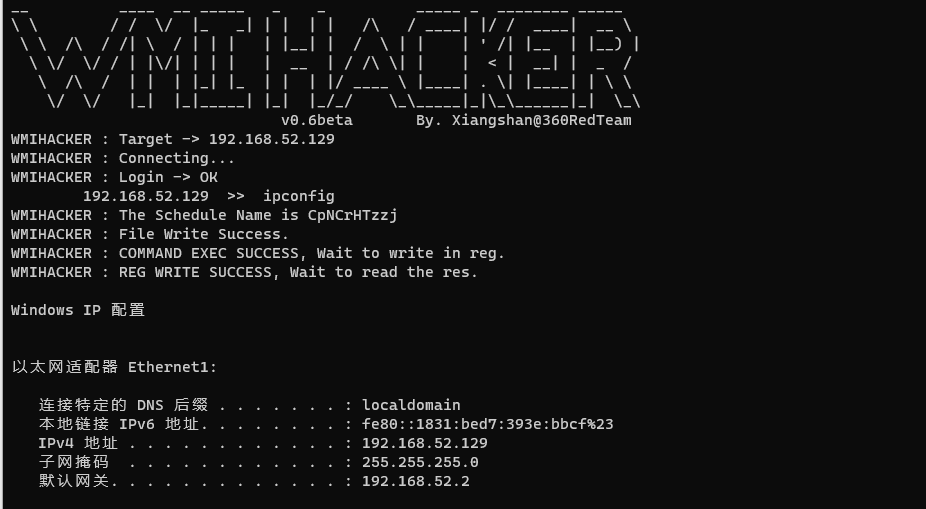 WMIHACKER
v0.6beta By. Xiangshan@360RedTeam
WMIHACKER : Target -> 192.168.52.129
WMIHACKER : Connecting...
WMIHACKER : Login -> OK
192.168.52.129 >> ipconfig
WMIHACKER : The Schedule Name is CpNCrHTzzj
WMIHACKER : File Write Success.
WMIHACKER : COMMAND EXEC SUCCESS, Wait to write in reg.
WMIHACKER : REG WRITE SUCCESS, Wait to read the res.
Windows IP 配置
以太网适配器 Ethernet1:
连接特定的 DNS 后缀 . . . . . . . : localdomain
本地链接 IPv6 地址. . . . . . . . : fe80::1831:bed7:393e:bbcf%23
IPv4 地址 . . . . . . . . . . . . : 192.168.52.129
子网掩码 . . . . . . . . . . . . : 255.255.255.0
默认网关. . . . . . . . . . . . . : 192.168.52.2